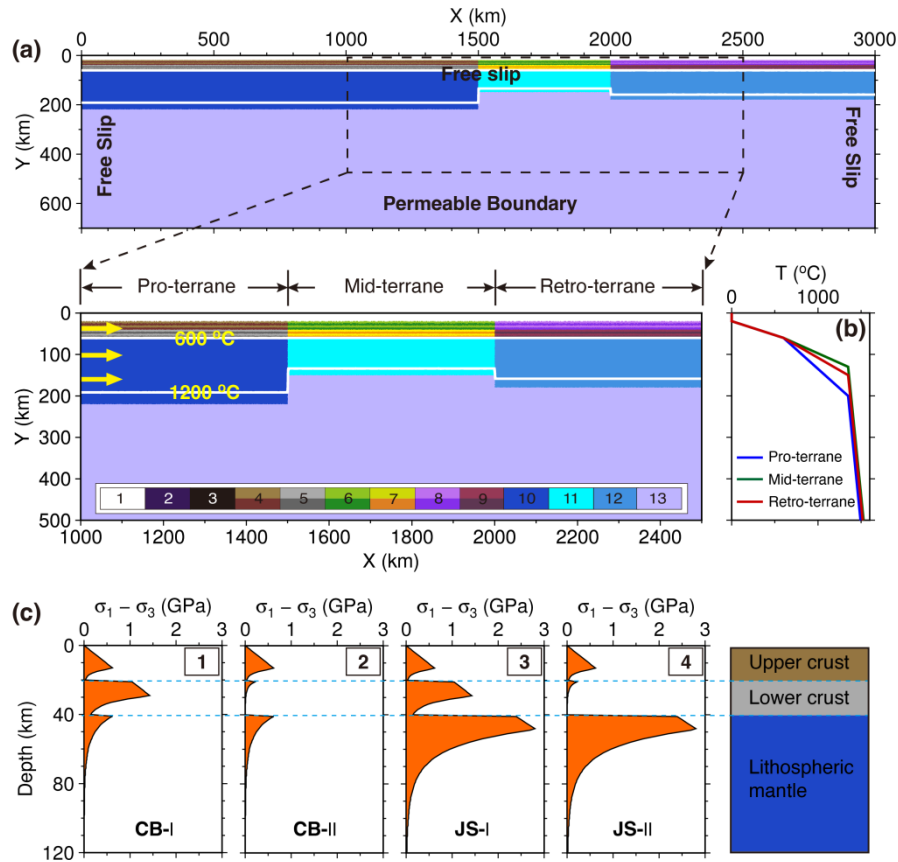 X (km)
(a)
0 500 1000 1500 2000 2500 3000
Y (km)
0
200
400
600
Free slip
Free Slip
Free Slip
Permeable Boundary
Pro-terrane
Mid-terrane
Retro-terrane
Y (km)
0
100
200
300
400
500
600 ºC
1200 ºC
1 2 3 4 5 6 7 8 9 10 11 12 13
1000 1200 1400 1600 1800 2000 2200 2400
X (km)
T (ºC)
0 1000
(b)
Pro-terrane
Mid-terrane
Retro-terrane
(c)
σ1 – σ3 (GPa) σ1 – σ3 (GPa) σ1 – σ3 (GPa) σ1 – σ3 (GPa)
0 1 2 3 0 1 2 3 0 1 2 3 0 1 2 3
Depth (km)
0
40
80
120
1 2 3 4
CB-I CB-II JS-I JS-II
Upper crust
Lower crust
Lithospheric
mantle